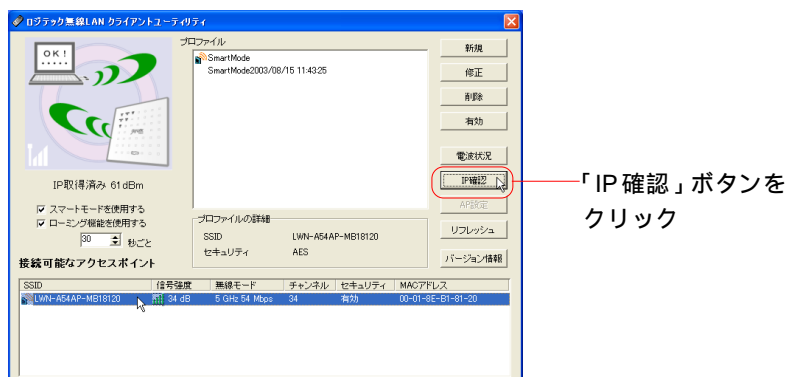 ロジテック無線LAN クライアントユーティリティ
OK!
プロファイル
SmartMode
SmartMode2003/08/15 11:43:25
新規
修正
削除
有効
電波状況
IP確認
AP設定
リフレッシュ
バージョン情報
「IP確認」ボタンを
クリック
IP取得済み 61dBm
スマートモードを使用する
ローミング機能を使用する
30 秒ごと
プロファイルの詳細
SSID LWN-A54AP-MB18120
セキュリティ AES
接続可能なアクセスポイント
SSID 信号強度 無線モード チャンネル セキュリティ MACアドレス
LWN-A54AP-MB18120 34 dB 5 GHz 54 Mbps 34 有効 00-01-8E-B1-81-20